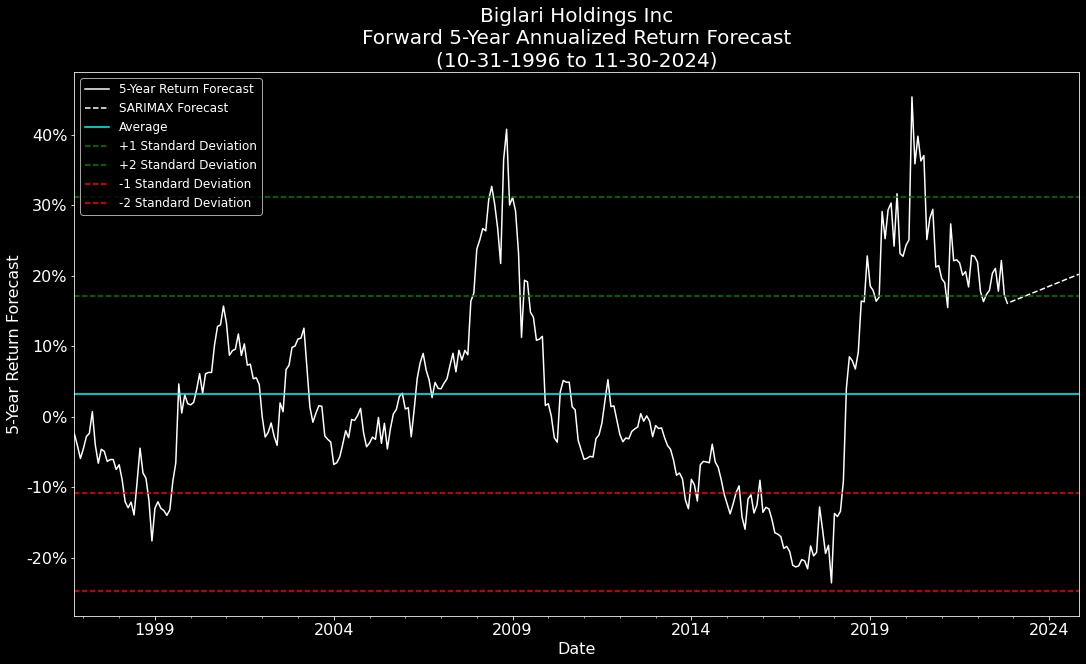 Biglari Holdings Inc
Forward 5-Year Annualized Return Forecast
(10-31-1996 to 11-30-2024)
5-Year Return Forecast
SARIMAX Forecast
Average
+1 Standard Deviation
+2 Standard Deviation
-1 Standard Deviation
-2 Standard Deviation
5-Year Return Forecast
40%
30%
20%
10%
0%
-10%
-20%
1999
2004
2009
2014
2019
2024
Date